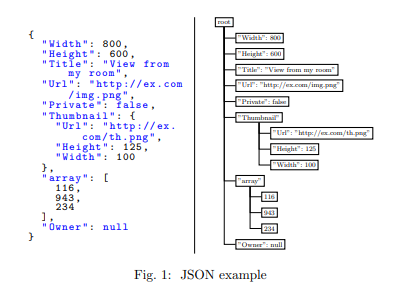 {
"Width": 800,
"Height": 600,
"Title": "View from
my room",
"Url": "http://ex.com
/img.png",
"Private": false,
"Thumbnail": {
"Url": "http://ex.
com/th.png",
"Height": 125,
"Width": 100
},
"array": [
116,
943,
234
],
"Owner": null
}
root
"Width": 800
"Height": 600
"Title": "View from my room"
"Url": "http://ex.com/img.png"
"Private": false
"Thumbnail"
"Url": "http://ex.com/th.png"
"Height": 125
"Width": 100
"array"
116
943
234
"Owner": null
Fig. 1: JSON example